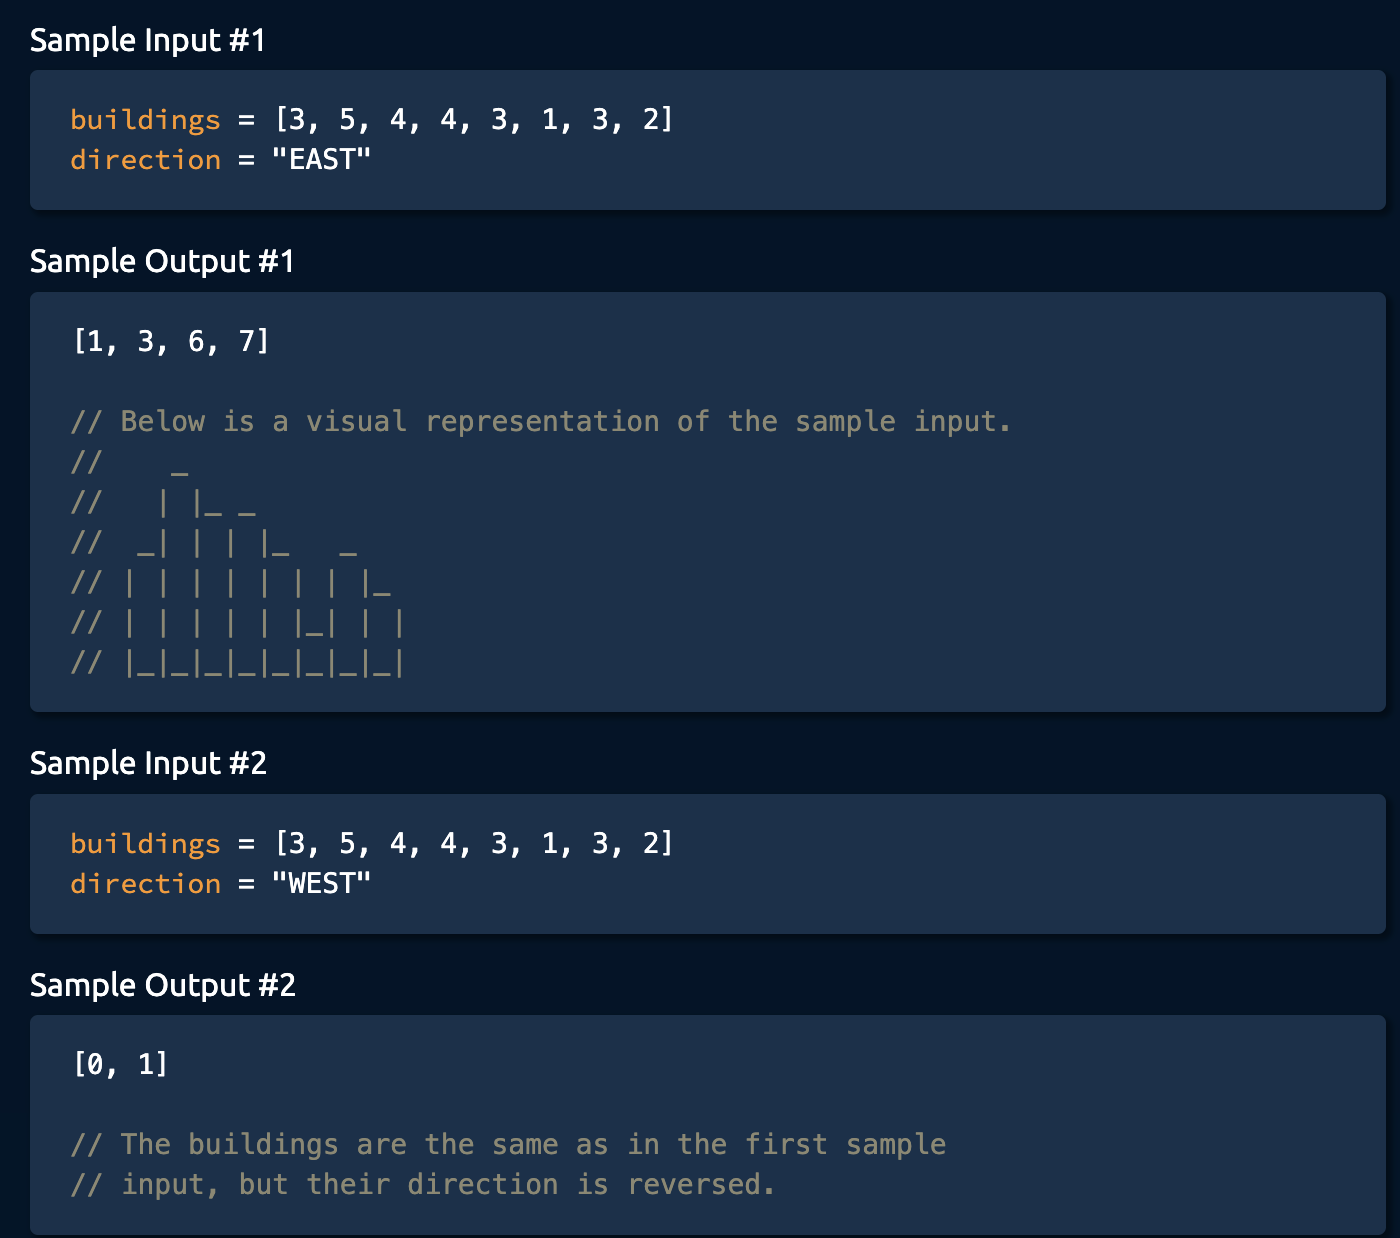 Sample Input #1
buildings = [3, 5, 4, 4, 3, 1, 3, 2]
direction = "EAST"
Sample Output #1
[1, 3, 6, 7]
// Below is a visual representation of the sample input.
//    _
//   | |_ _
//  _| | | |_   _
// | | | | | | | |_
// | | | | | |_| | |
// |_|_|_|_|_|_|_|_|
Sample Input #2
buildings = [3, 5, 4, 4, 3, 1, 3, 2]
direction = "WEST"
Sample Output #2
[0, 1]
// The buildings are the same as in the first sample
// input, but their direction is reversed.